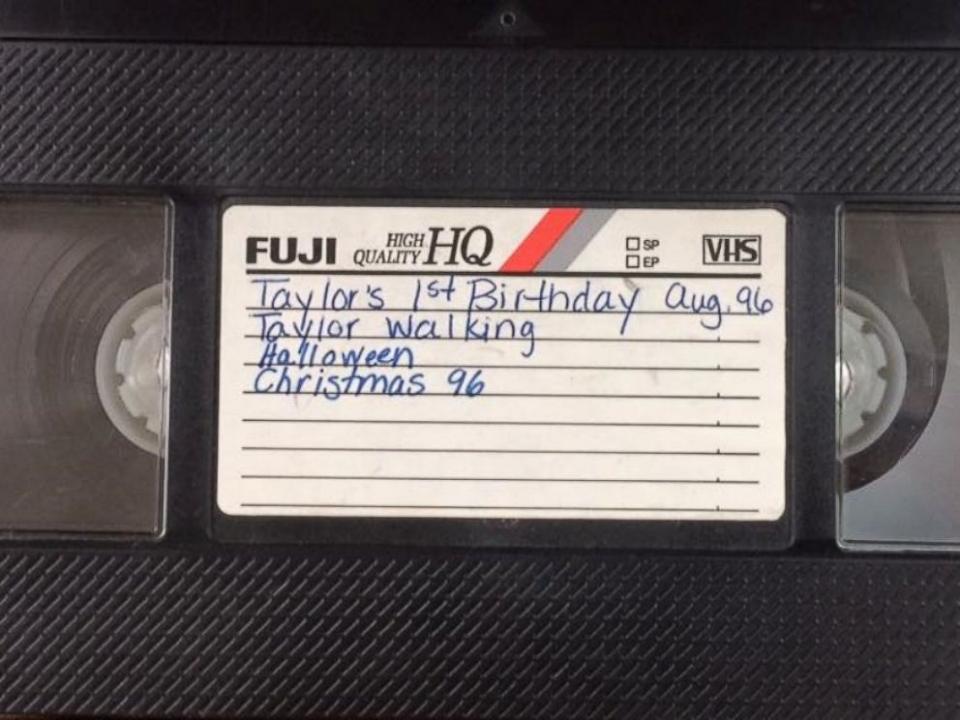 FUJI HIGH QUALITY HQ SP EP VHS
Taylor's 1st Birthday Aug. 96
Taylor walking
Halloween
Christmas 96